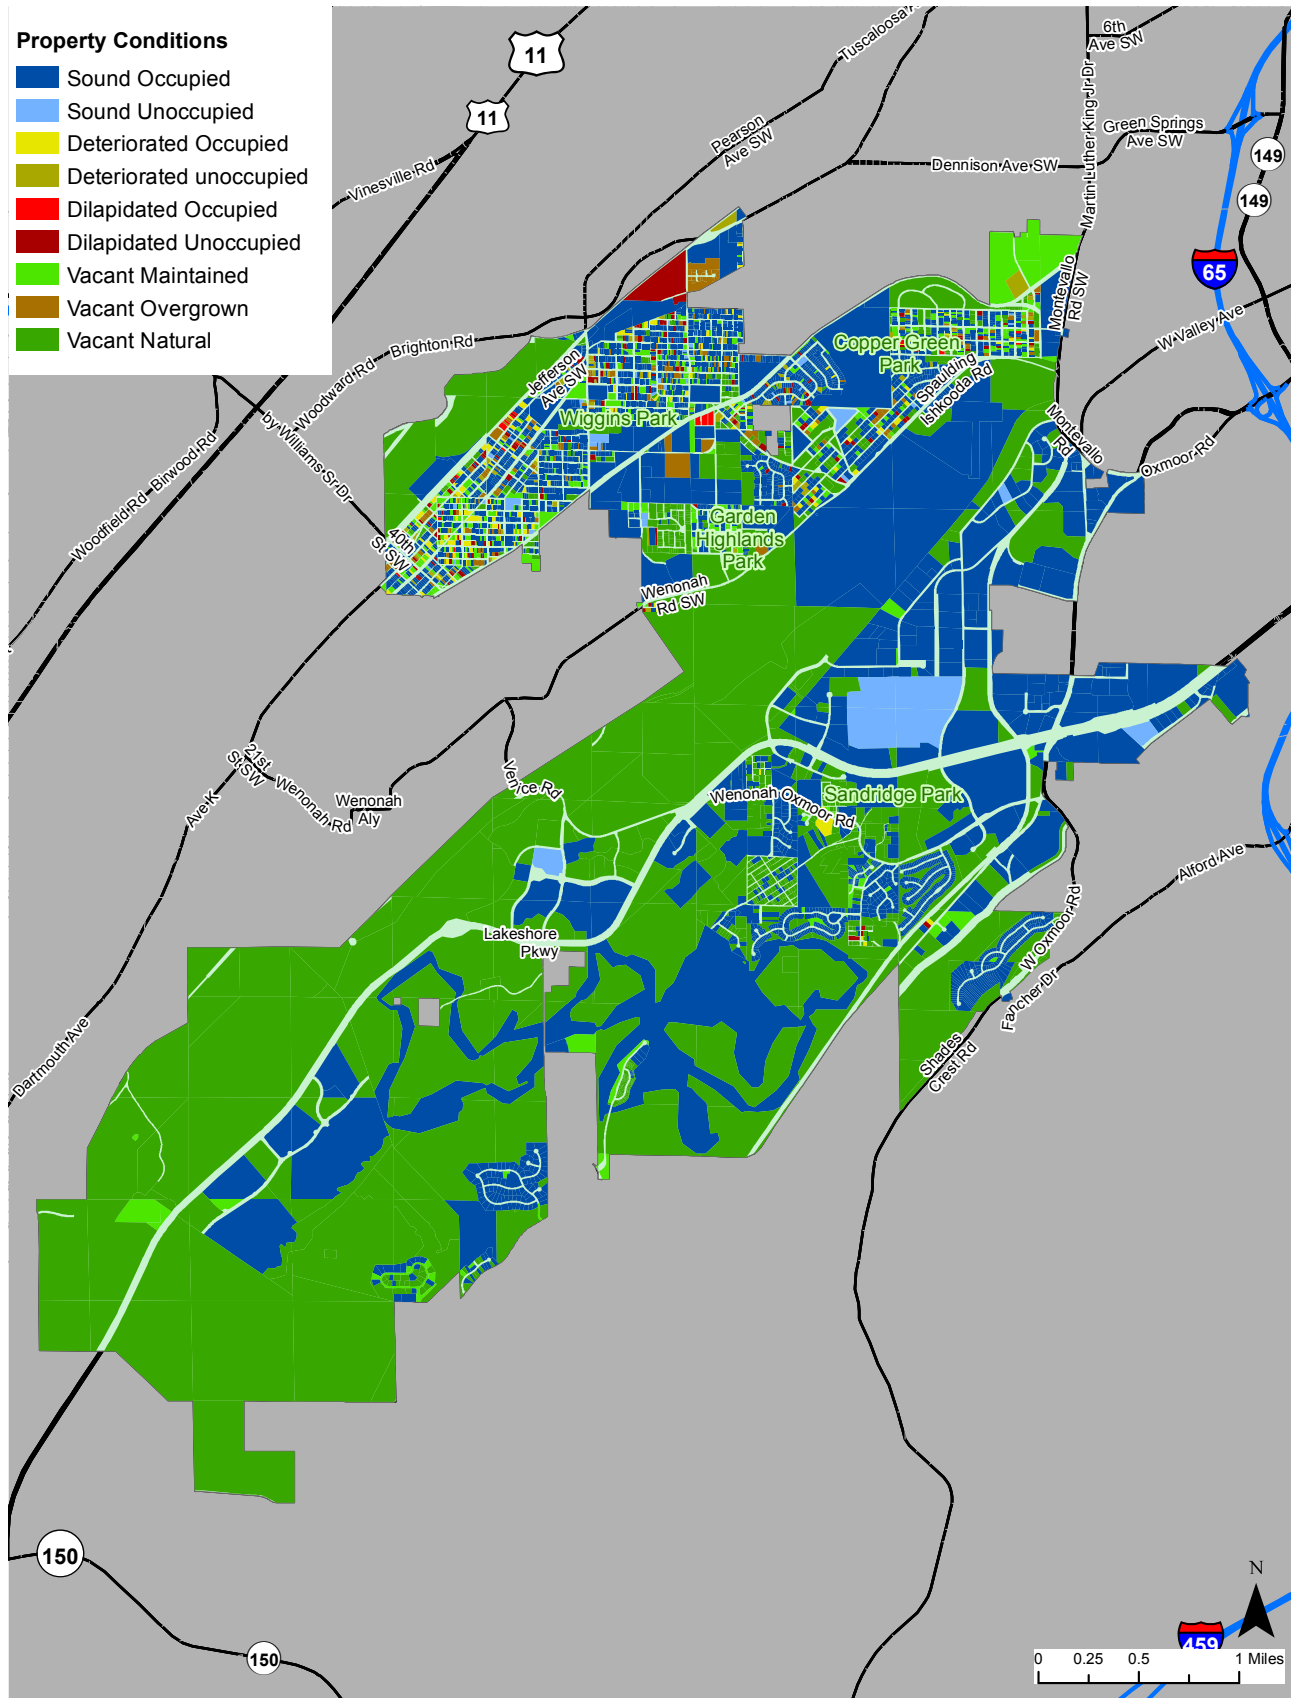 Property Conditions
Sound Occupied
Sound Unoccupied
Deteriorated Occupied
Deteriorated unoccupied
Dilapidated Occupied
Dilapidated Unoccupied
Vacant Maintained
Vacant Overgrown
Vacant Natural
11
11
Tuscaloosa
6th
Ave SW
Martin Luther King Jr Dr
Green Springs
Ave SW
149
149
65
Pearson
Ave SW
Dennison Ave SW
Vinesville Rd
Montevallo
Rd SW
W Valley Ave
Brighton Rd
Woodward Rd
Jefferson
Ave SW
Copper Green
Park
Spaulding
Ishkooda Rd
Wiggins Park
by Williams Sr Dr
Montevallo
Rd
Oxmoor Rd
Binwood Rd
Woodfield Rd
40th
St SW
Garden
Highlands
Park
Wenonah
Rd SW
21st
St SW
Wenonah Rd
Wenonah
Aly
Ave K
Venice Rd
Wenonah Oxmoor Rd
Sandridge Park
Alford Ave
Lakeshore
Pkwy
W Oxmoor Rd
Fancher Dr
Shades
Crest Rd
Dartmouth Ave
150
150
N
459
0 0.25 0.5 1 Miles